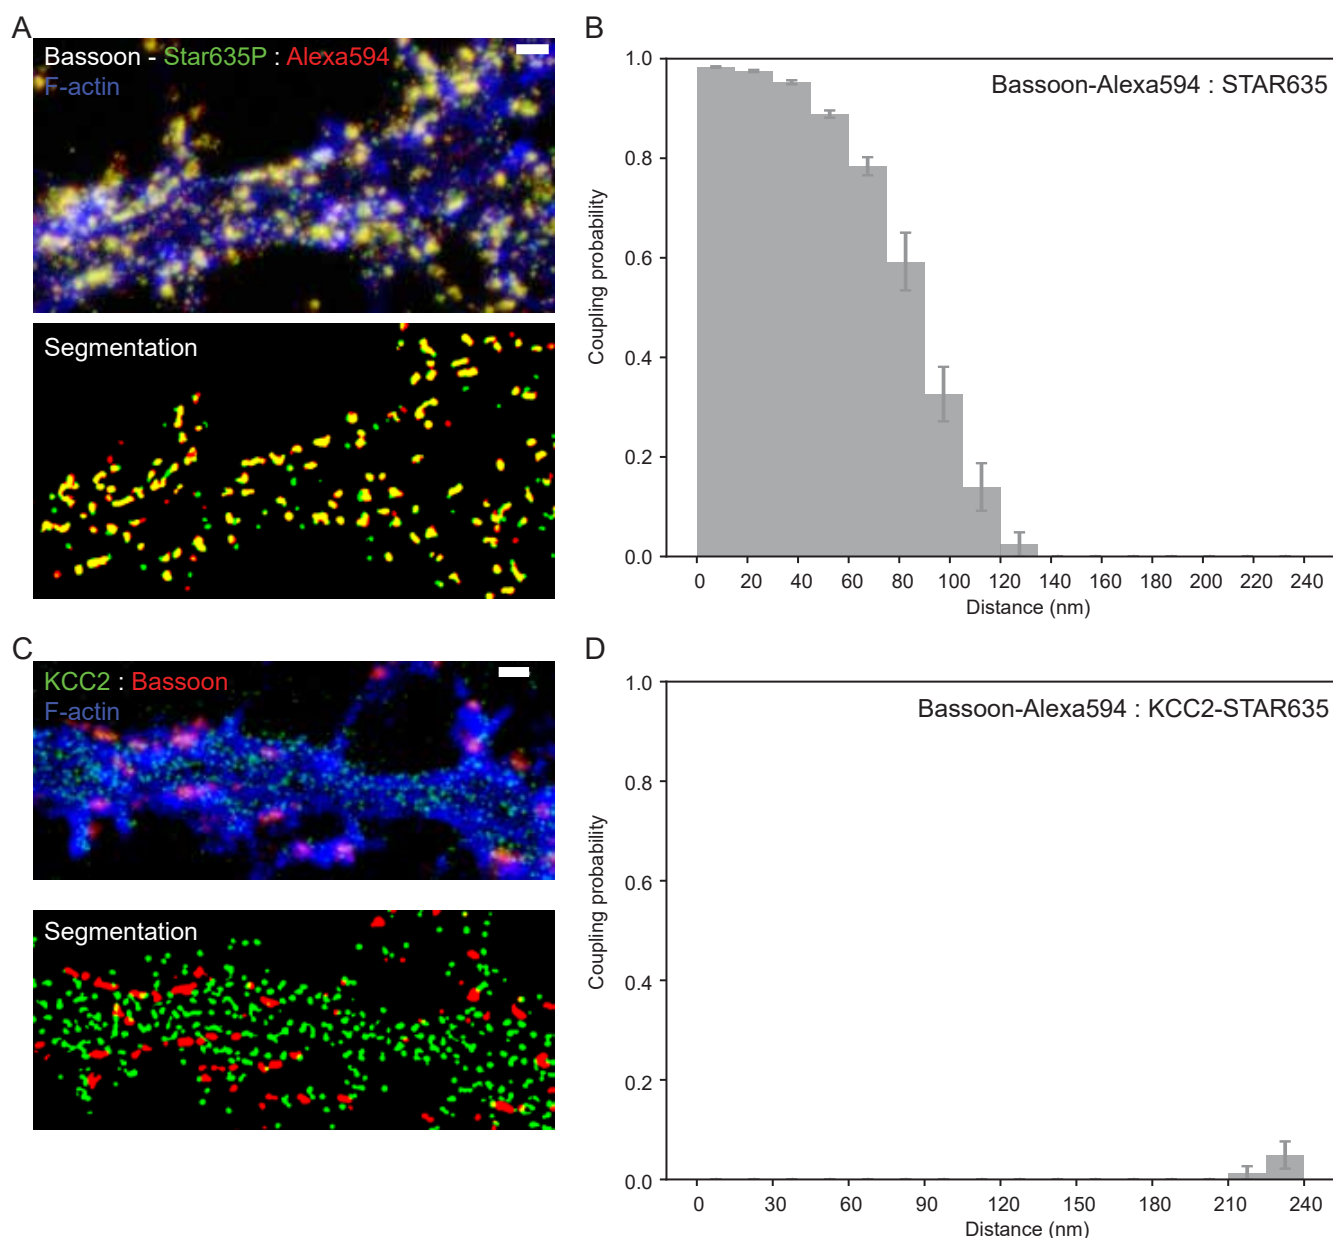 A
Bassoon - Star635P : Alexa594
F-actin
Segmentation
B
Bassoon-Alexa594 : STAR635
Coupling probability
1.0
0.8
0.6
0.4
0.2
0.0
0 20 40 60 80 100 120 140 160 180 200 220 240
Distance (nm)
C
KCC2 : Bassoon
F-actin
Segmentation
D
Bassoon-Alexa594 : KCC2-STAR635
Coupling probability
1.0
0.8
0.6
0.4
0.2
0.0
0 30 60 90 120 150 180 210 240
Distance (nm)